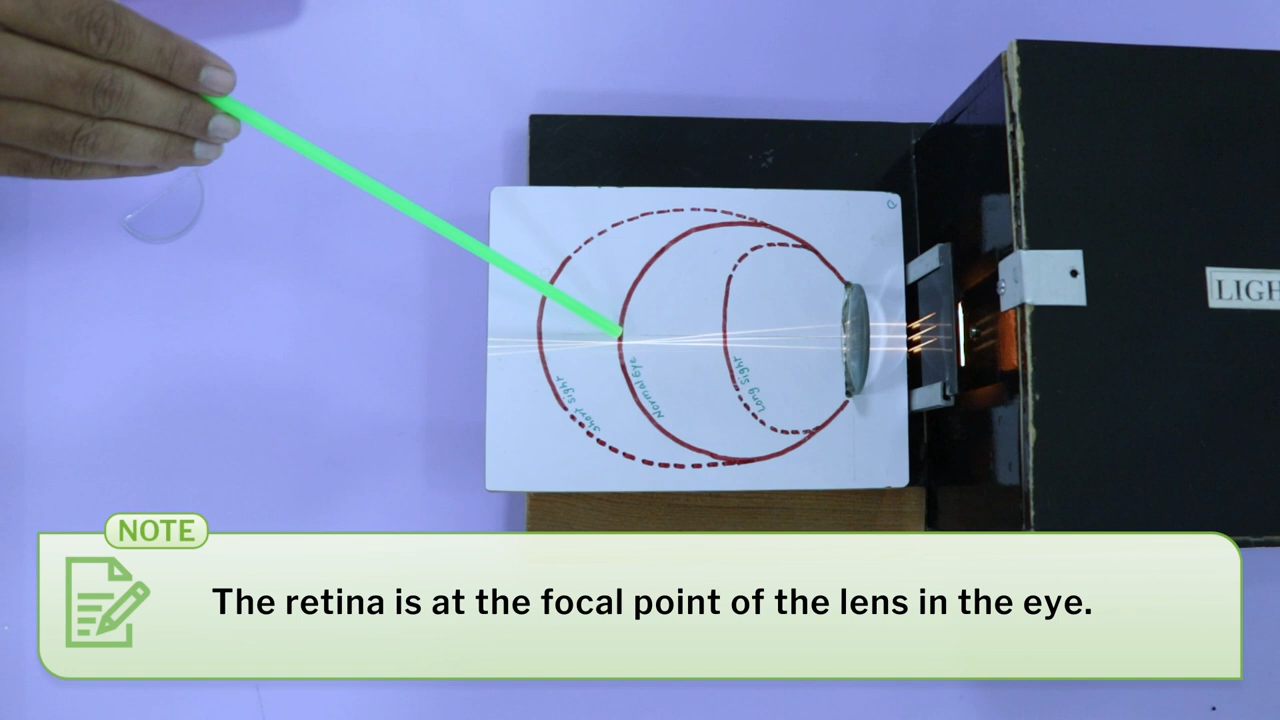 LIGH
Short Sight
Normal Eye
Long Sight
NOTE
The retina is at the focal point of the lens in the eye.